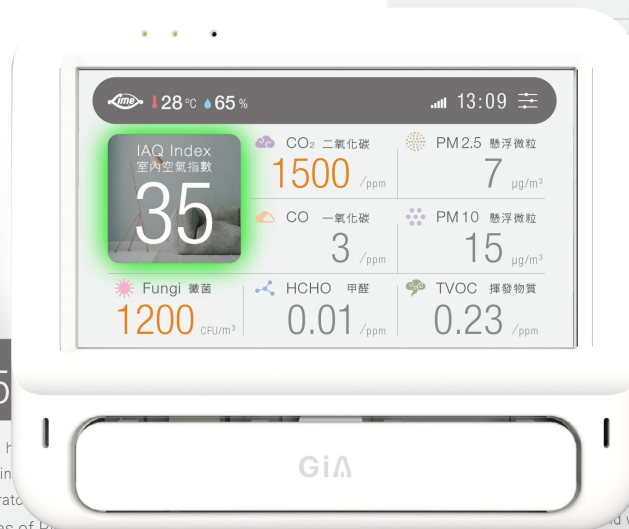 Lime 28 °C 65 % 13:09
IAQ Index
室內空氣指數
35
CO₂ 二氧化碳
1500 /ppm
PM2.5 懸浮微粒
7 μg/m³
CO 一氧化碳
3 /ppm
PM10 懸浮微粒
15 μg/m³
Fungi 黴菌
1200 CFU/m³
HCHO 甲醛
0.01 /ppm
TVOC 揮發物質
0.23 /ppm
GiΛ